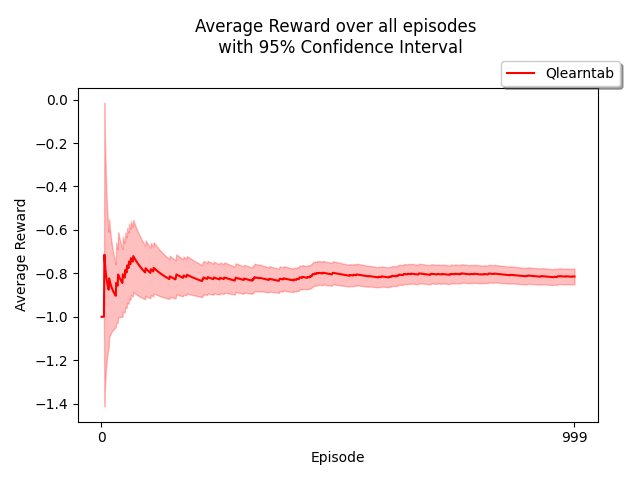 Average Reward over all episodes
with 95% Confidence Interval
Qlearntab
0.0
−0.2
−0.4
−0.6
−0.8
−1.0
−1.2
−1.4
Average Reward
0
999
Episode